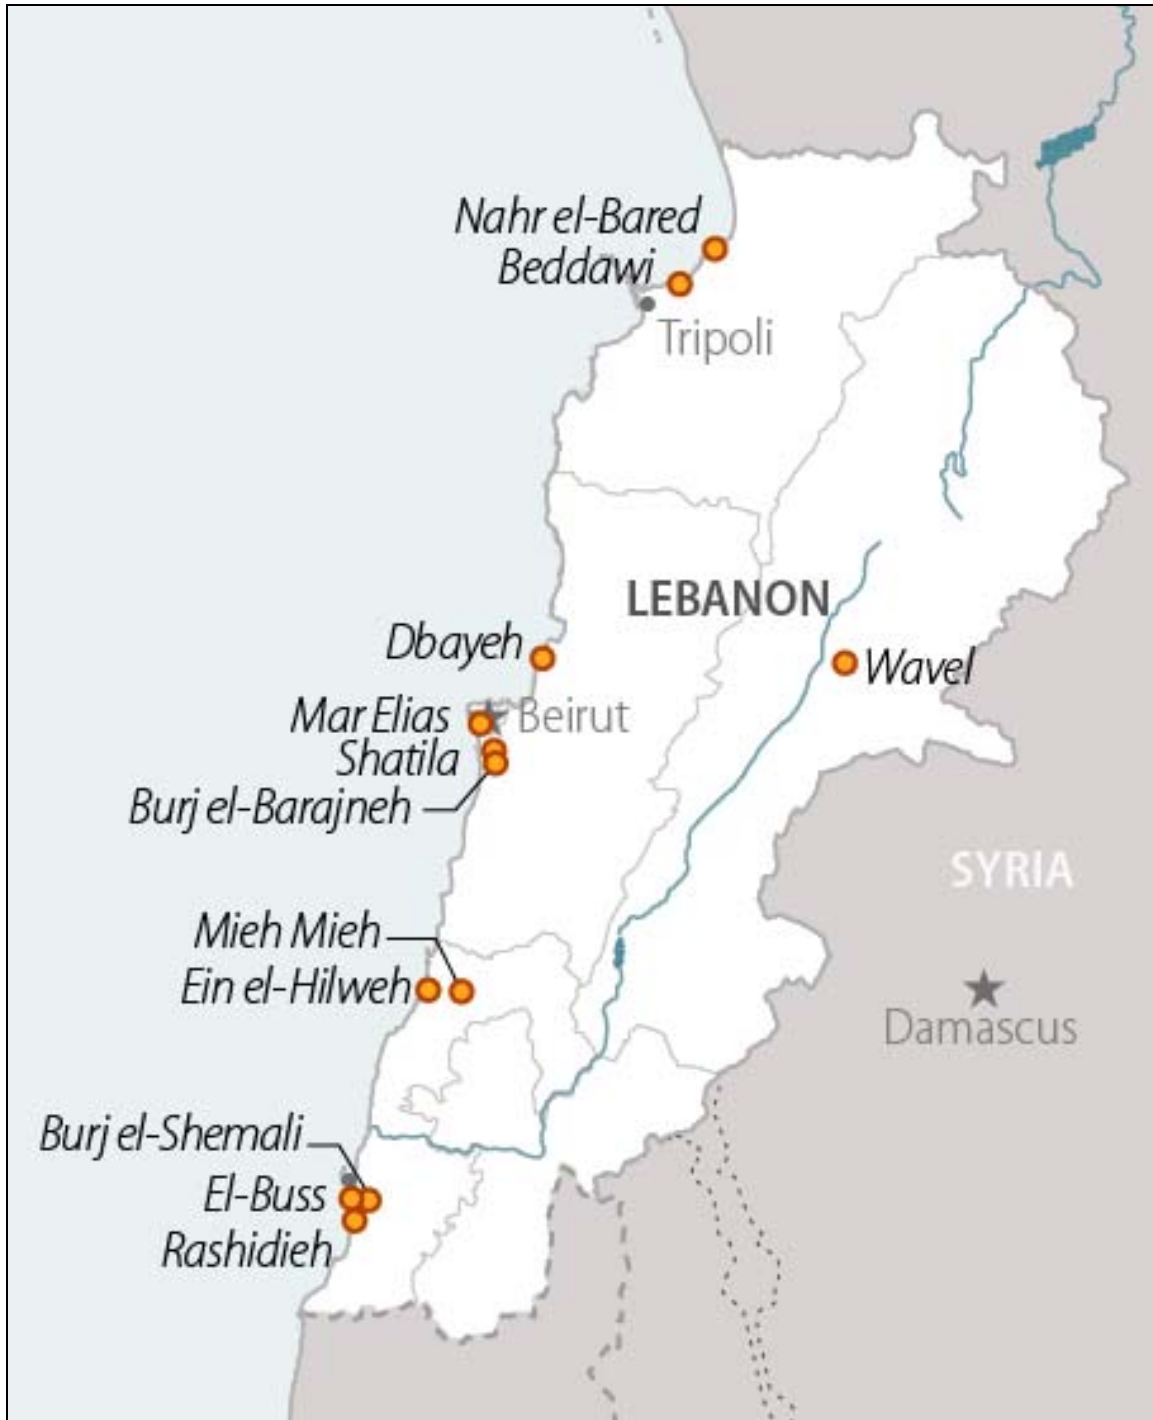 Nahr el-Bared
Beddawi
Tripoli
LEBANON
Dbayeh
Wavel
Mar Elias
Beirut
Shatila
Burj el-Barajneh
SYRIA
Mieh Mieh
Ein el-Hilweh
Damascus
Burj el-Shemali
El-Buss
Rashidieh